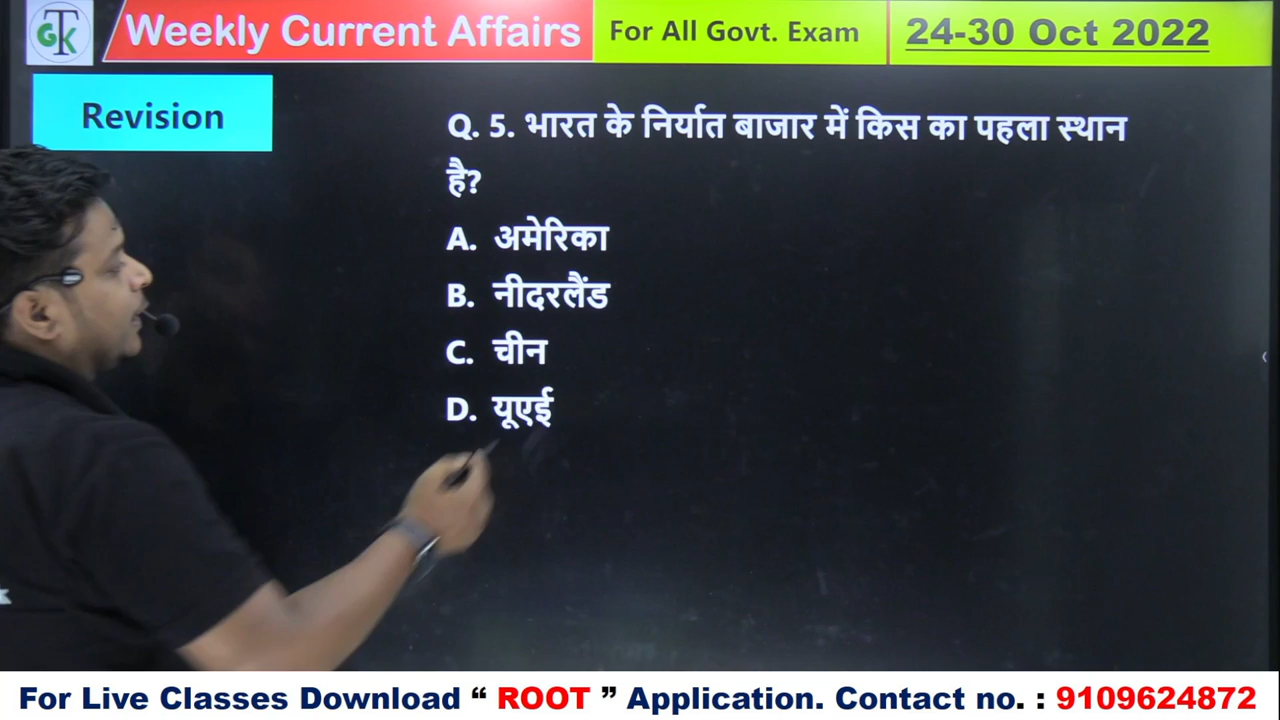 GTK
Weekly Current Affairs
For All Govt. Exam
24-30 Oct 2022
Revision
Q. 5. भारत के निर्यात बाजार में किस का पहला स्थान
है?
A. अमेरिका
B. नीदरलैंड
C. चीन
D. यूएई
For Live Classes Download “ ROOT ” Application. Contact no. : 9109624872